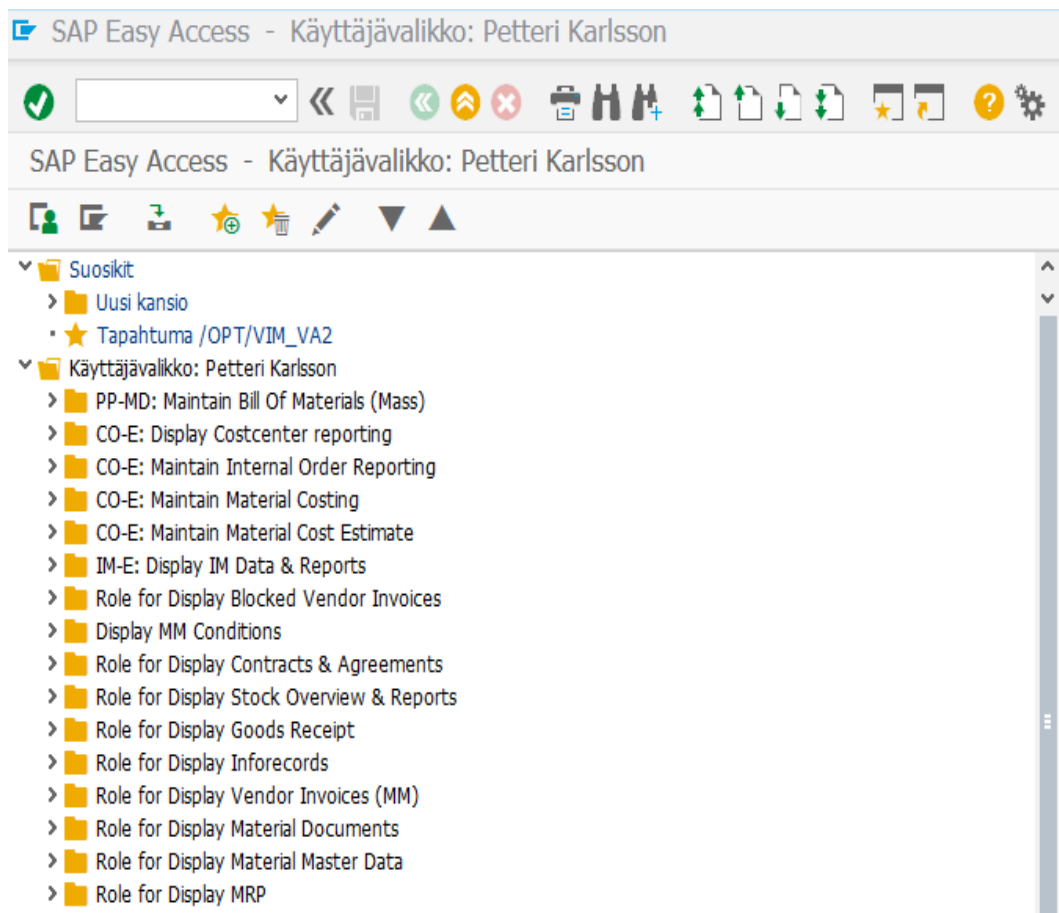 SAP Easy Access - Käyttäjävalikko: Petteri Karlsson
SAP Easy Access - Käyttäjävalikko: Petteri Karlsson
Suosikit
Uusi kansio
Tapahtuma /OPT/VIM_VA2
Käyttäjävalikko: Petteri Karlsson
PP-MD: Maintain Bill Of Materials (Mass)
CO-E: Display Costcenter reporting
CO-E: Maintain Internal Order Reporting
CO-E: Maintain Material Costing
CO-E: Maintain Material Cost Estimate
IM-E: Display IM Data & Reports
Role for Display Blocked Vendor Invoices
Display MM Conditions
Role for Display Contracts & Agreements
Role for Display Stock Overview & Reports
Role for Display Goods Receipt
Role for Display Inforecords
Role for Display Vendor Invoices (MM)
Role for Display Material Documents
Role for Display Material Master Data
Role for Display MRP